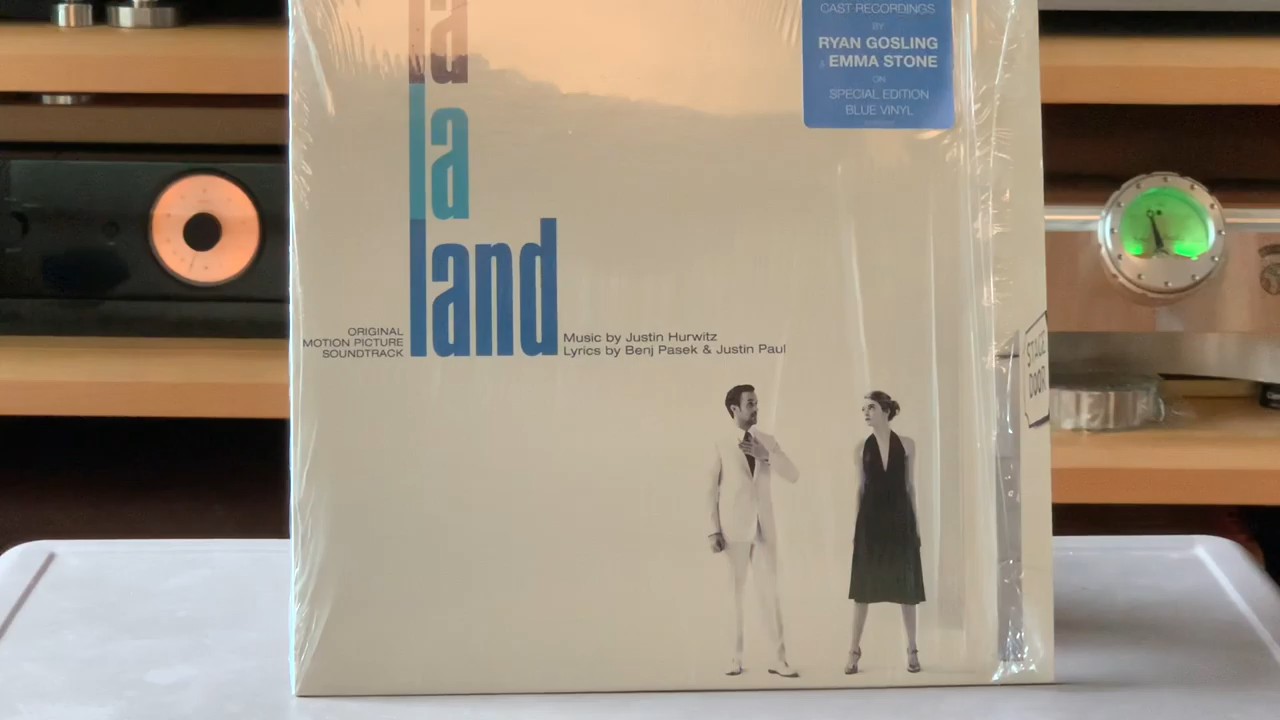 la
la
land
ORIGINAL
MOTION PICTURE
SOUNDTRACK
Music by Justin Hurwitz
Lyrics by Benj Pasek & Justin Paul
CAST RECORDINGS
BY
RYAN GOSLING
& EMMA STONE
ON
SPECIAL EDITION
BLUE VINYL
STAGE
DOOR